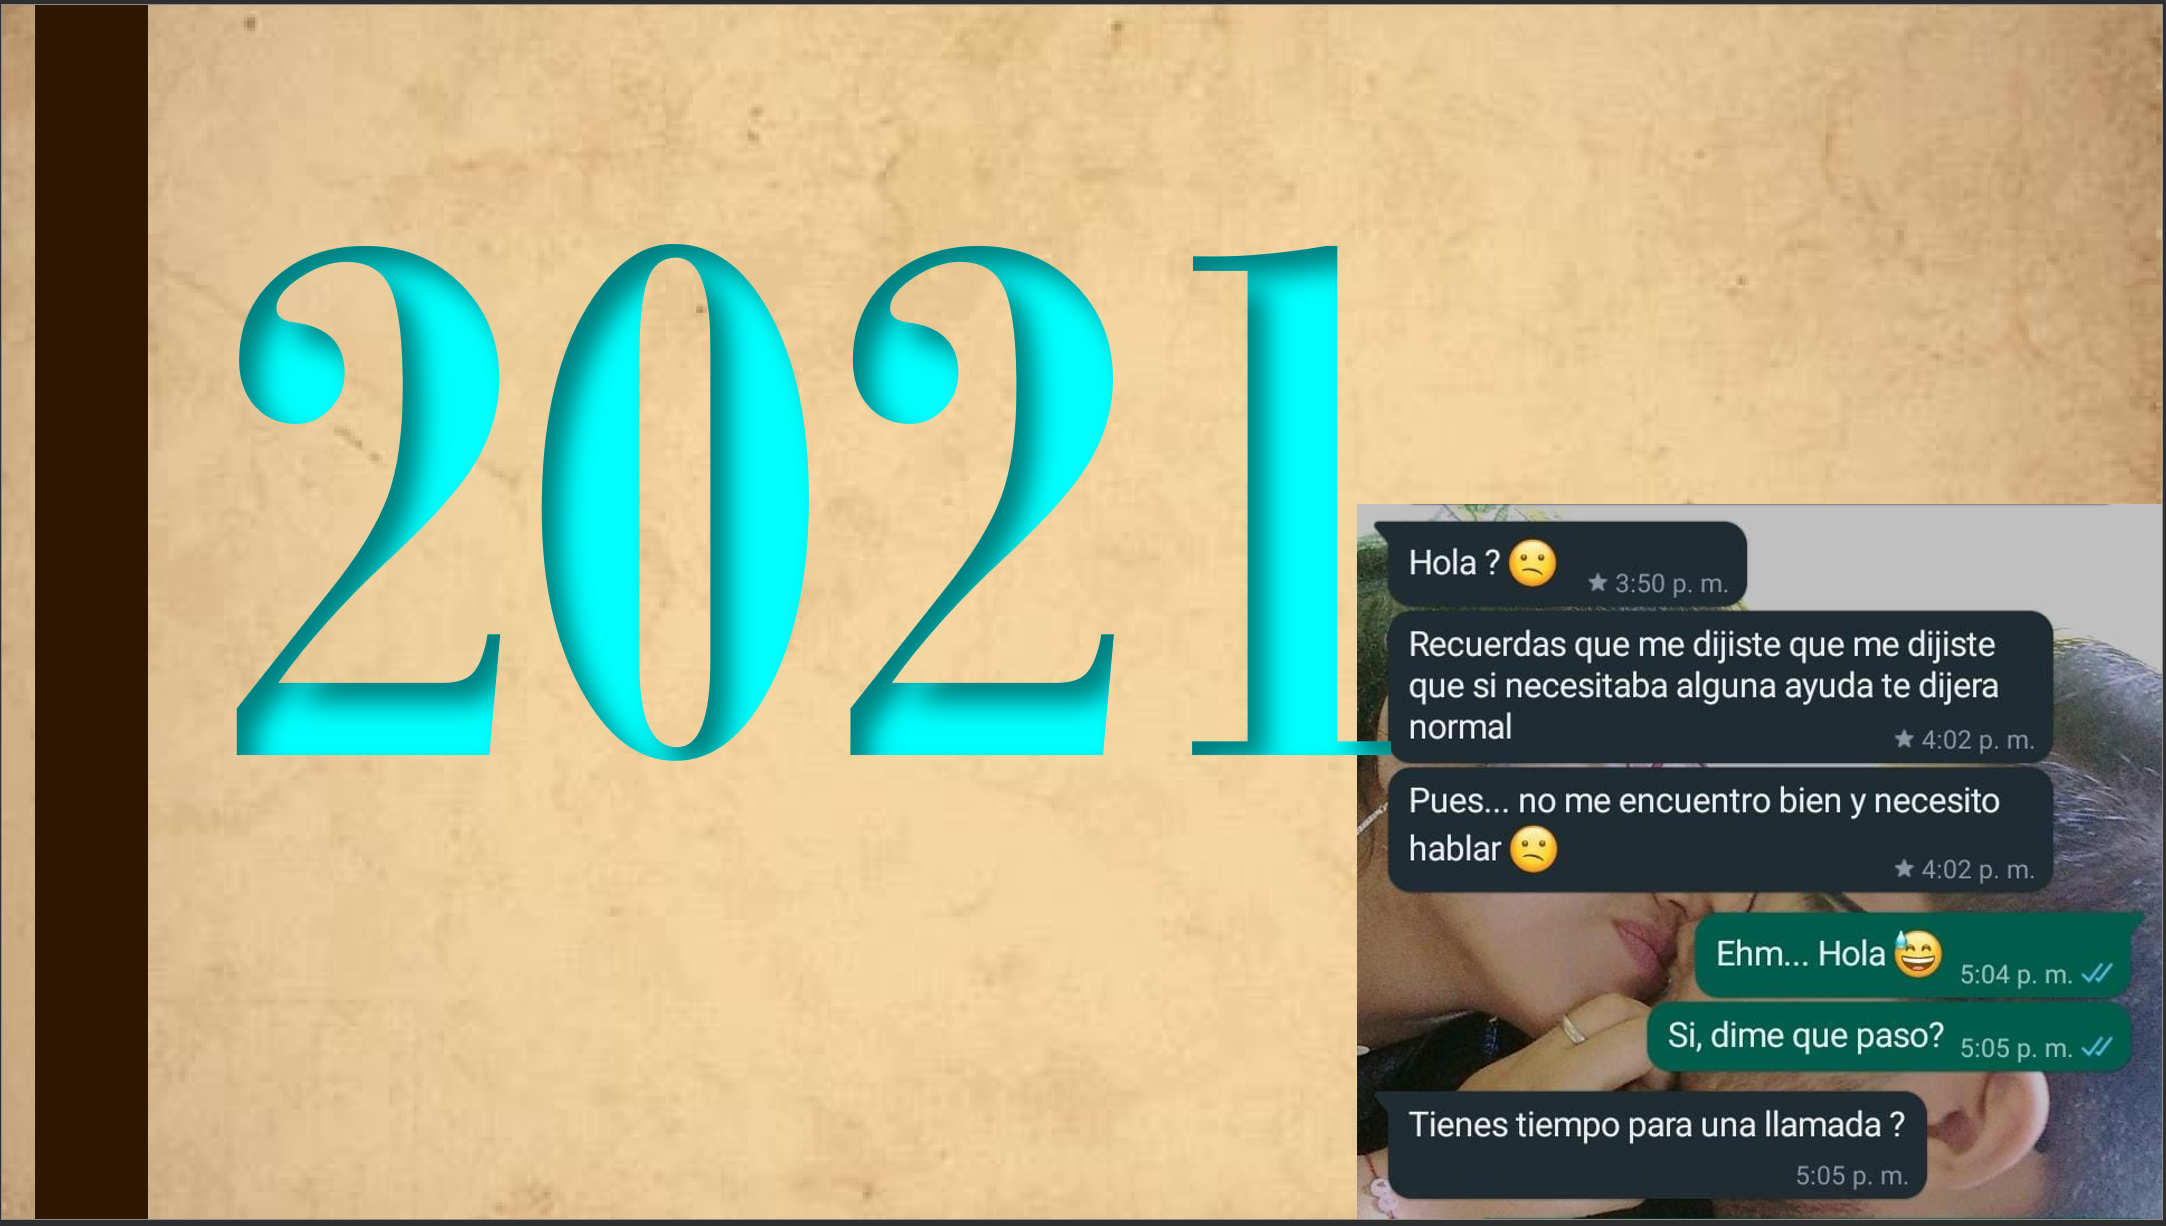 2021
Hola ? 😕 ★ 3:50 p. m.
Recuerdas que me dijiste que me dijiste
que si necesitaba alguna ayuda te dijera
normal ★ 4:02 p. m.
Pues... no me encuentro bien y necesito
hablar 😕 ★ 4:02 p. m.
Ehm... Hola 😅 5:04 p. m.
Si, dime que paso? 5:05 p. m.
Tienes tiempo para una llamada ?
5:05 p. m.